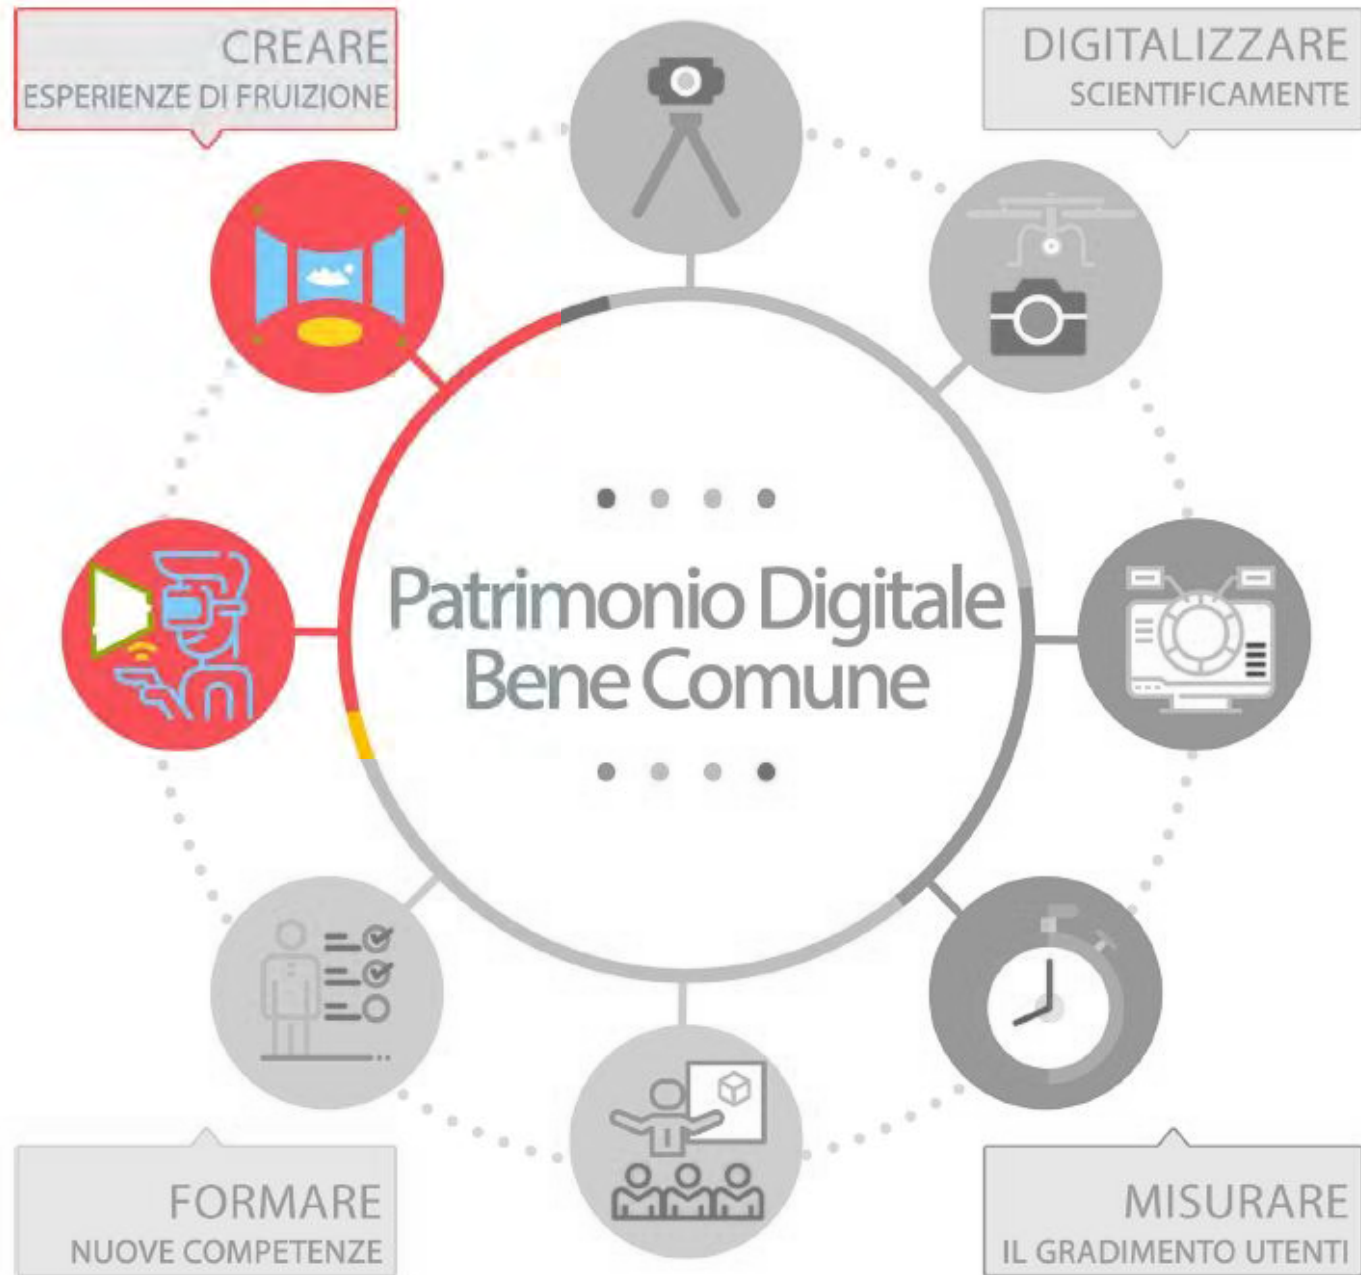 CREARE
ESPERIENZE DI FRUIZIONE
DIGITALIZZARE
SCIENTIFICAMENTE
Patrimonio Digitale
Bene Comune
FORMARE
NUOVE COMPETENZE
MISURARE
IL GRADIMENTO UTENTI